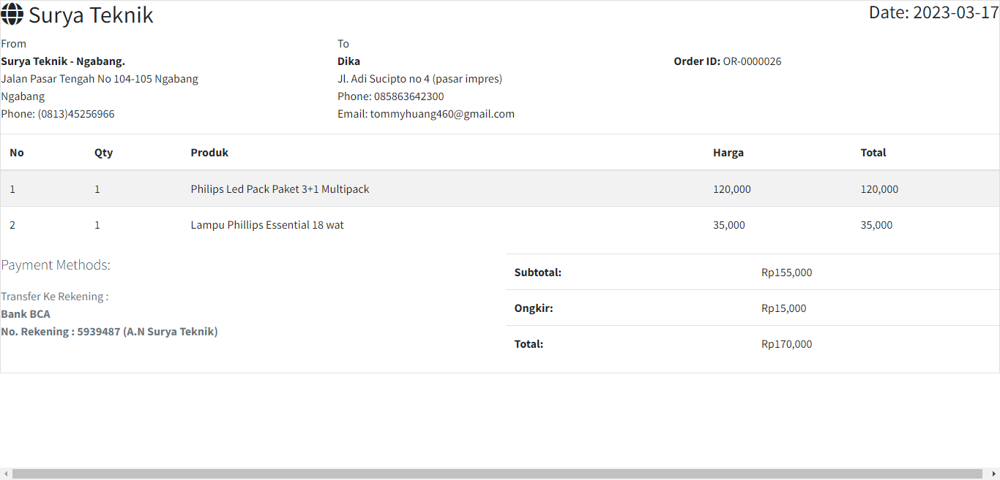 Surya Teknik
Date: 2023-03-17
From
Surya Teknik - Ngabang.
Jalan Pasar Tengah No 104-105 Ngabang
Ngabang
Phone: (0813)45256966
To
Dika
Jl. Adi Sucipto no 4 (pasar impres)
Phone: 085863642300
Email: tommyhuang460@gmail.com
Order ID: OR-0000026
No Qty Produk Harga Total
1 1 Philips Led Pack Paket 3+1 Multipack 120,000 120,000
2 1 Lampu Phillips Essential 18 wat 35,000 35,000
Payment Methods:
Transfer Ke Rekening :
Bank BCA
No. Rekening : 5939487 (A.N Surya Teknik)
Subtotal: Rp155,000
Ongkir: Rp15,000
Total: Rp170,000